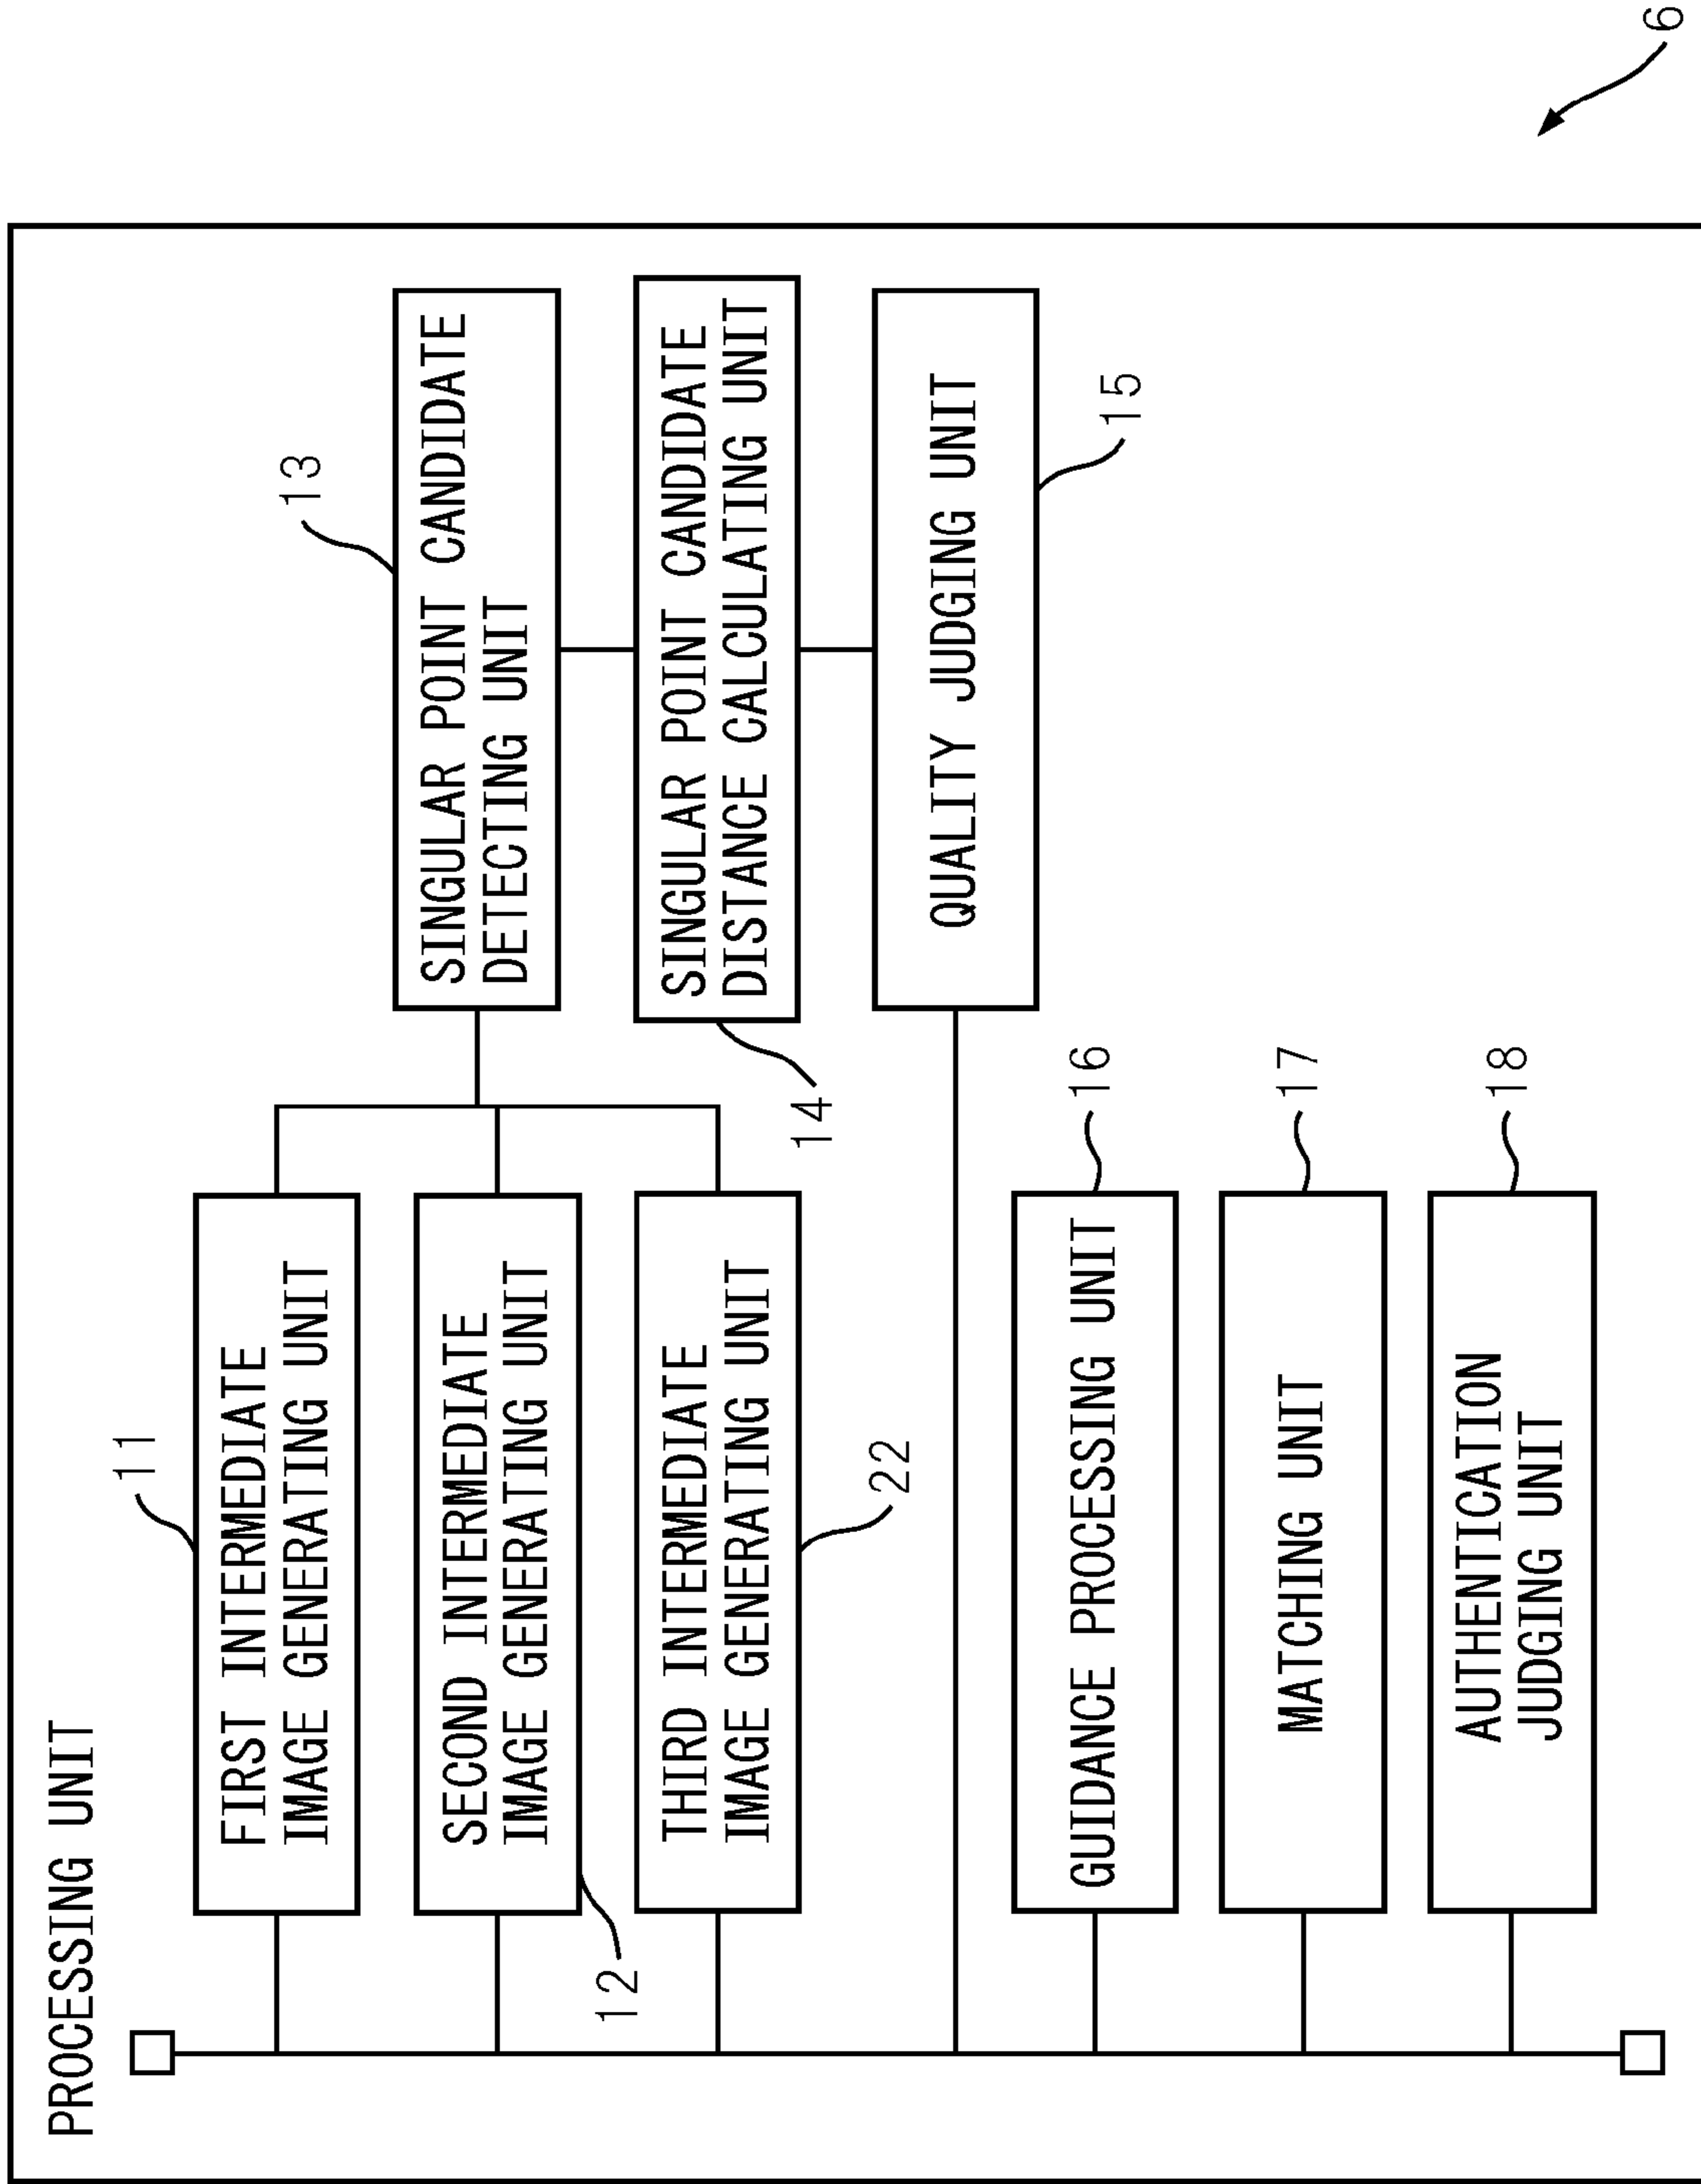 6
PROCESSING UNIT
11
FIRST INTERMEDIATE
IMAGE GENERATING UNIT
12
SECOND INTERMEDIATE
IMAGE GENERATING UNIT
22
THIRD INTERMEDIATE
IMAGE GENERATING UNIT
13
SINGULAR POINT CANDIDATE
DETECTING UNIT
14
SINGULAR POINT CANDIDATE
DISTANCE CALCULATING UNIT
15
QUALITY JUDGING UNIT
16
GUIDANCE PROCESSING UNIT
17
MATCHING UNIT
18
AUTHENTICATION
JUDGING UNIT